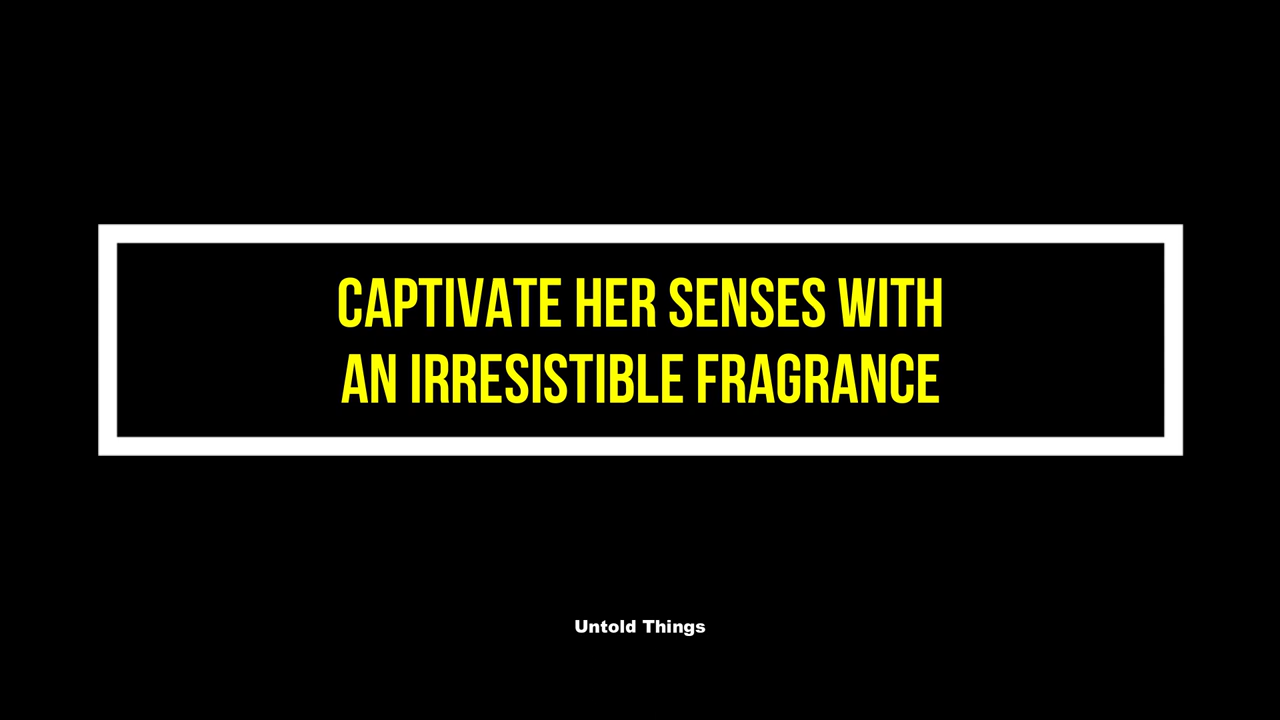 CAPTIVATE HER SENSES WITH
AN IRRESISTIBLE FRAGRANCE
Untold Things